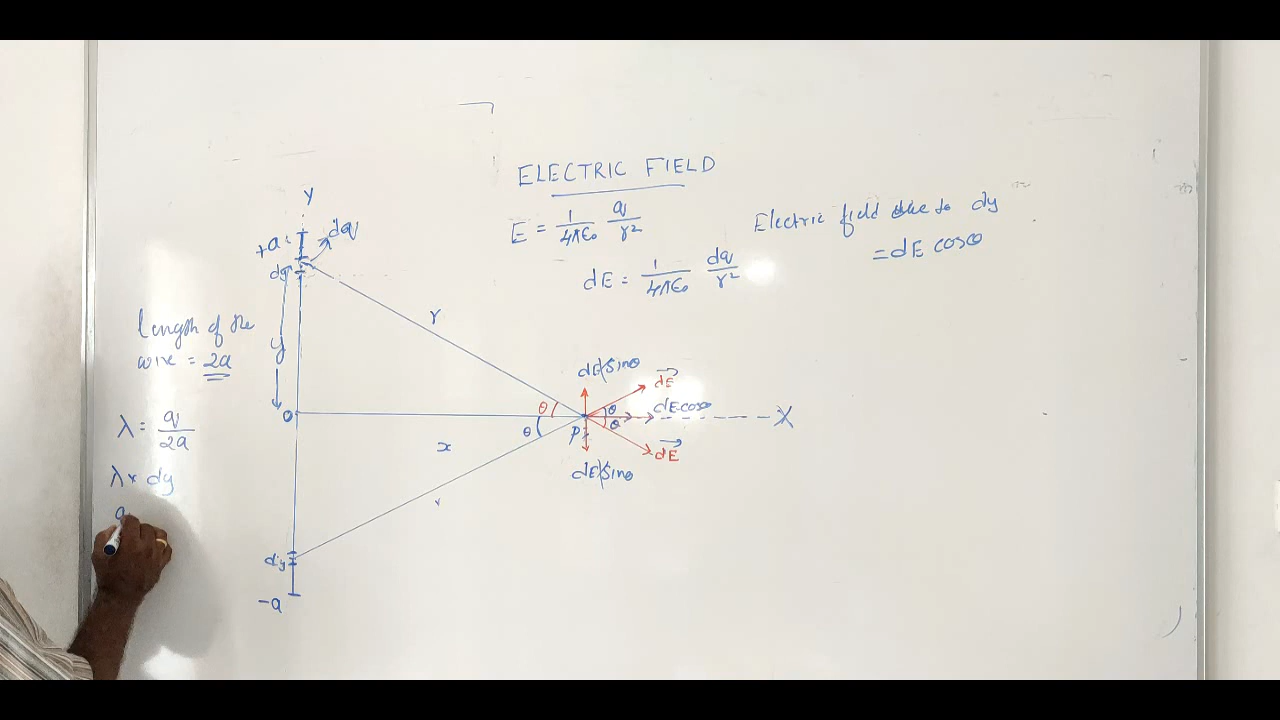 ELECTRIC FIELD
E = 1/4πε₀ q/r²
dE = 1/4πε₀ dq/r²
Electric field due to dy
= dE cosθ
Y
+a
dq
dy
y
r
length of the
wire = 2a
λ = q/2a
λ × dy
q
O
x
θ
θ
P
dE sinθ
dE
θ
dE cosθ
θ
X
dE
dE sinθ
r
dy
-a